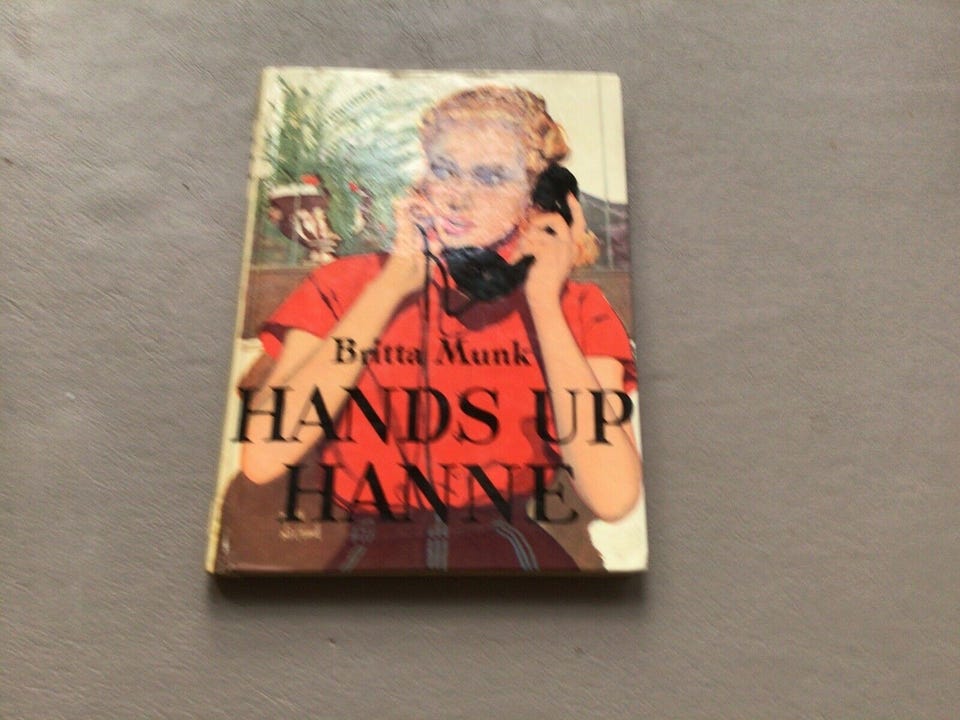 Britta Munk
HANDS UP
HANNE